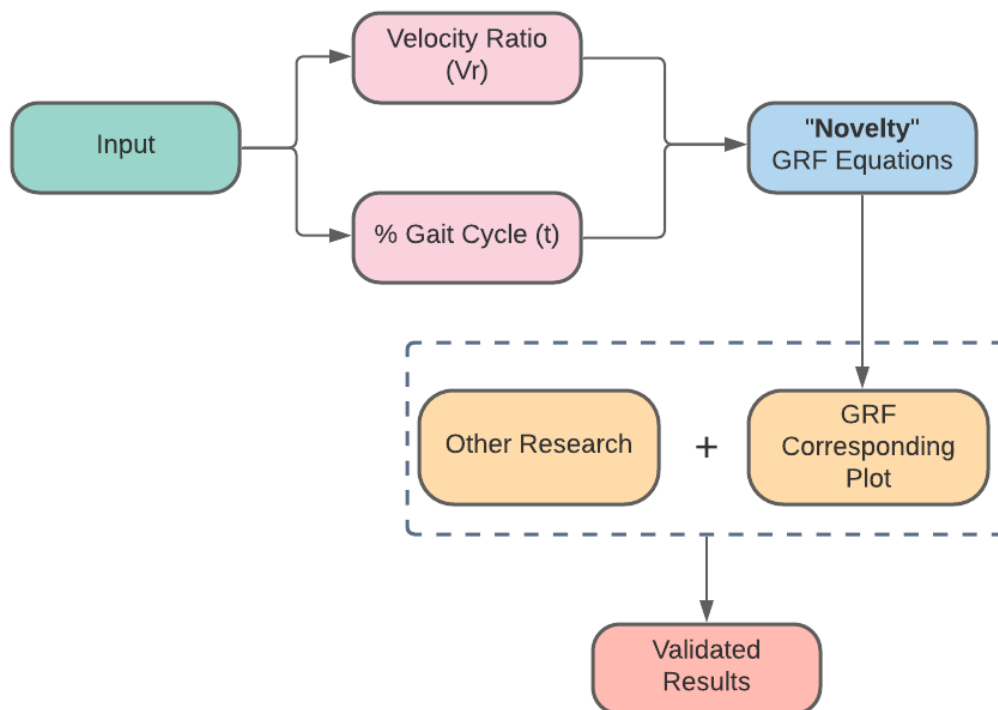 Velocity Ratio
(Vr)
Input
"Novelty"
GRF Equations
% Gait Cycle (t)
Other Research
+
GRF
Corresponding
Plot
Validated
Results